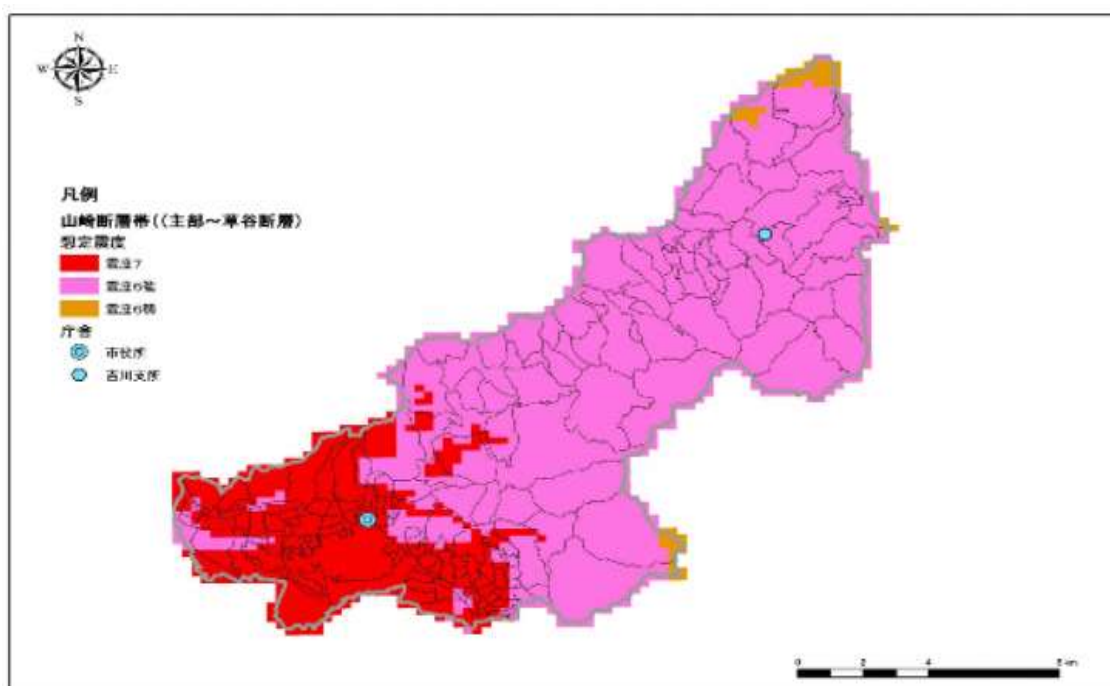 N
W E
S
凡例
山崎断層帯((主部～草谷断層)
想定震度
震度7
震度6強
震度6弱
庁舎
市役所
吉川支所
0 2 4 8 km